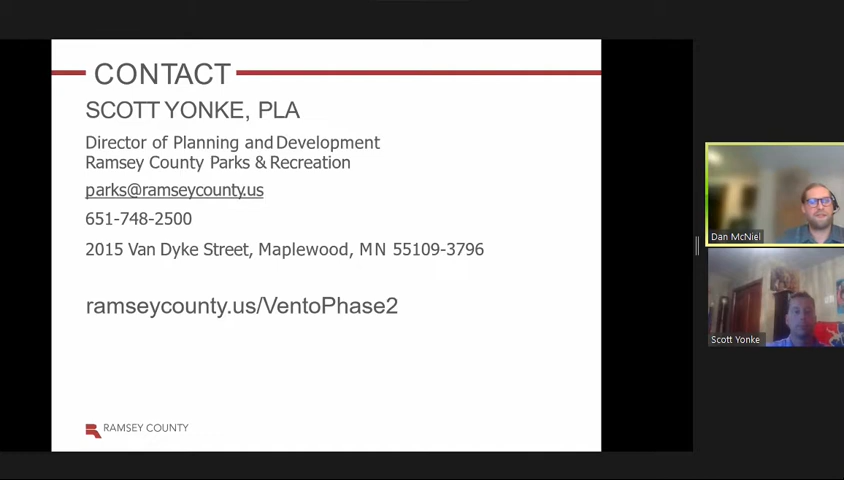 CONTACT
SCOTT YONKE, PLA
Director of Planning and Development
Ramsey County Parks & Recreation
parks@ramseycounty.us
651-748-2500
2015 Van Dyke Street, Maplewood, MN 55109-3796
ramseycounty.us/VentoPhase2
RAMSEY COUNTY
Dan McNiel
Scott Yonke